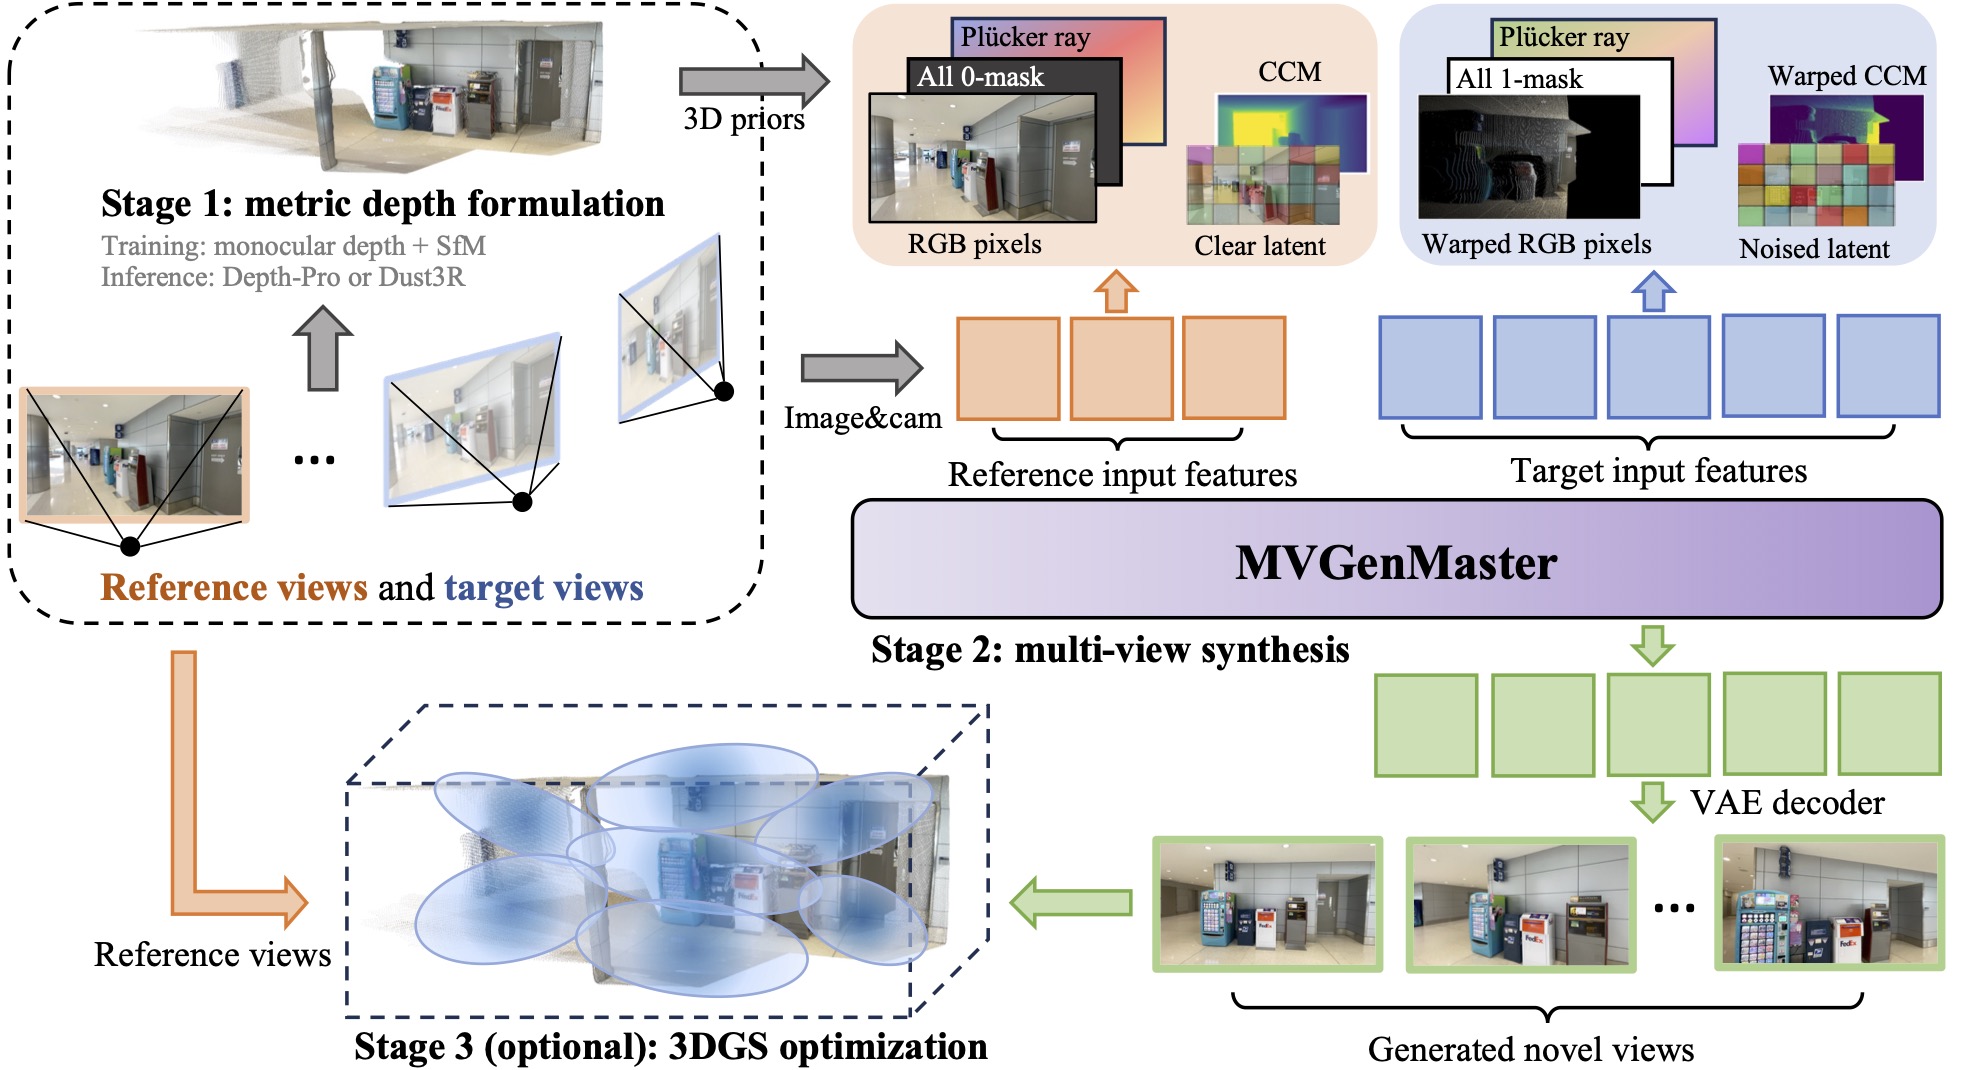 Stage 1: metric depth formulation
Training: monocular depth + SfM
Inference: Depth-Pro or Dust3R
Reference views and target views
3D priors
Image&cam
Plücker ray
All 0-mask
CCM
RGB pixels
Clear latent
Plücker ray
All 1-mask
Warped CCM
Warped RGB pixels
Noised latent
Reference input features
Target input features
MVGenMaster
Stage 2: multi-view synthesis
VAE decoder
FedEx
FedEx
FedEx
Generated novel views
Reference views
Stage 3 (optional): 3DGS optimization